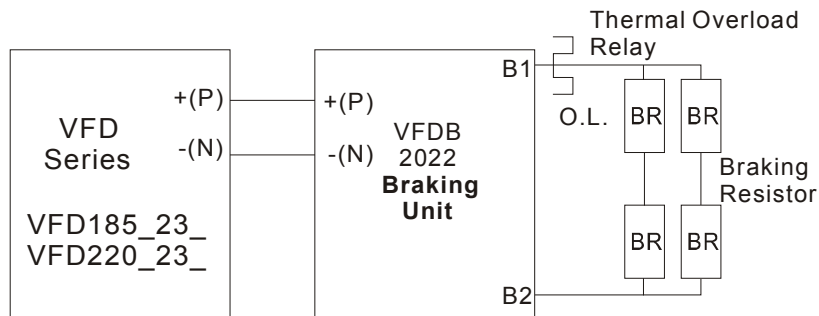 Thermal Overload
Relay
B1
+(P)
+(P)
O.L.
BR
BR
VFD
Series
-(N)
-(N)
VFDB
2022
Braking
Unit
Braking
Resistor
VFD185_23_
VFD220_23_
BR
BR
B2